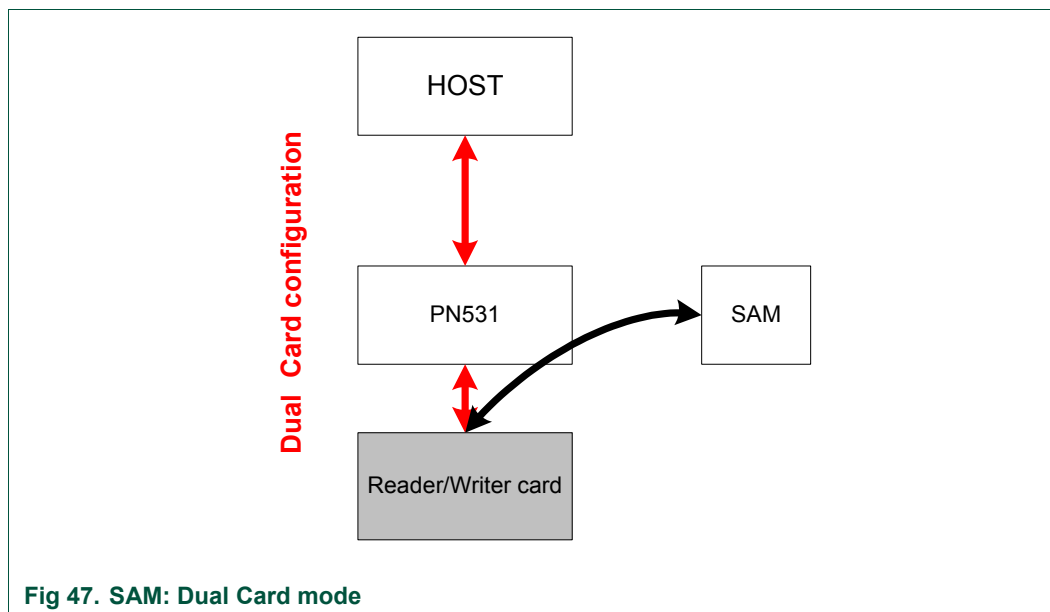 HOST
Dual Card configuration
PN531
SAM
Reader/Writer card
Fig 47. SAM: Dual Card mode